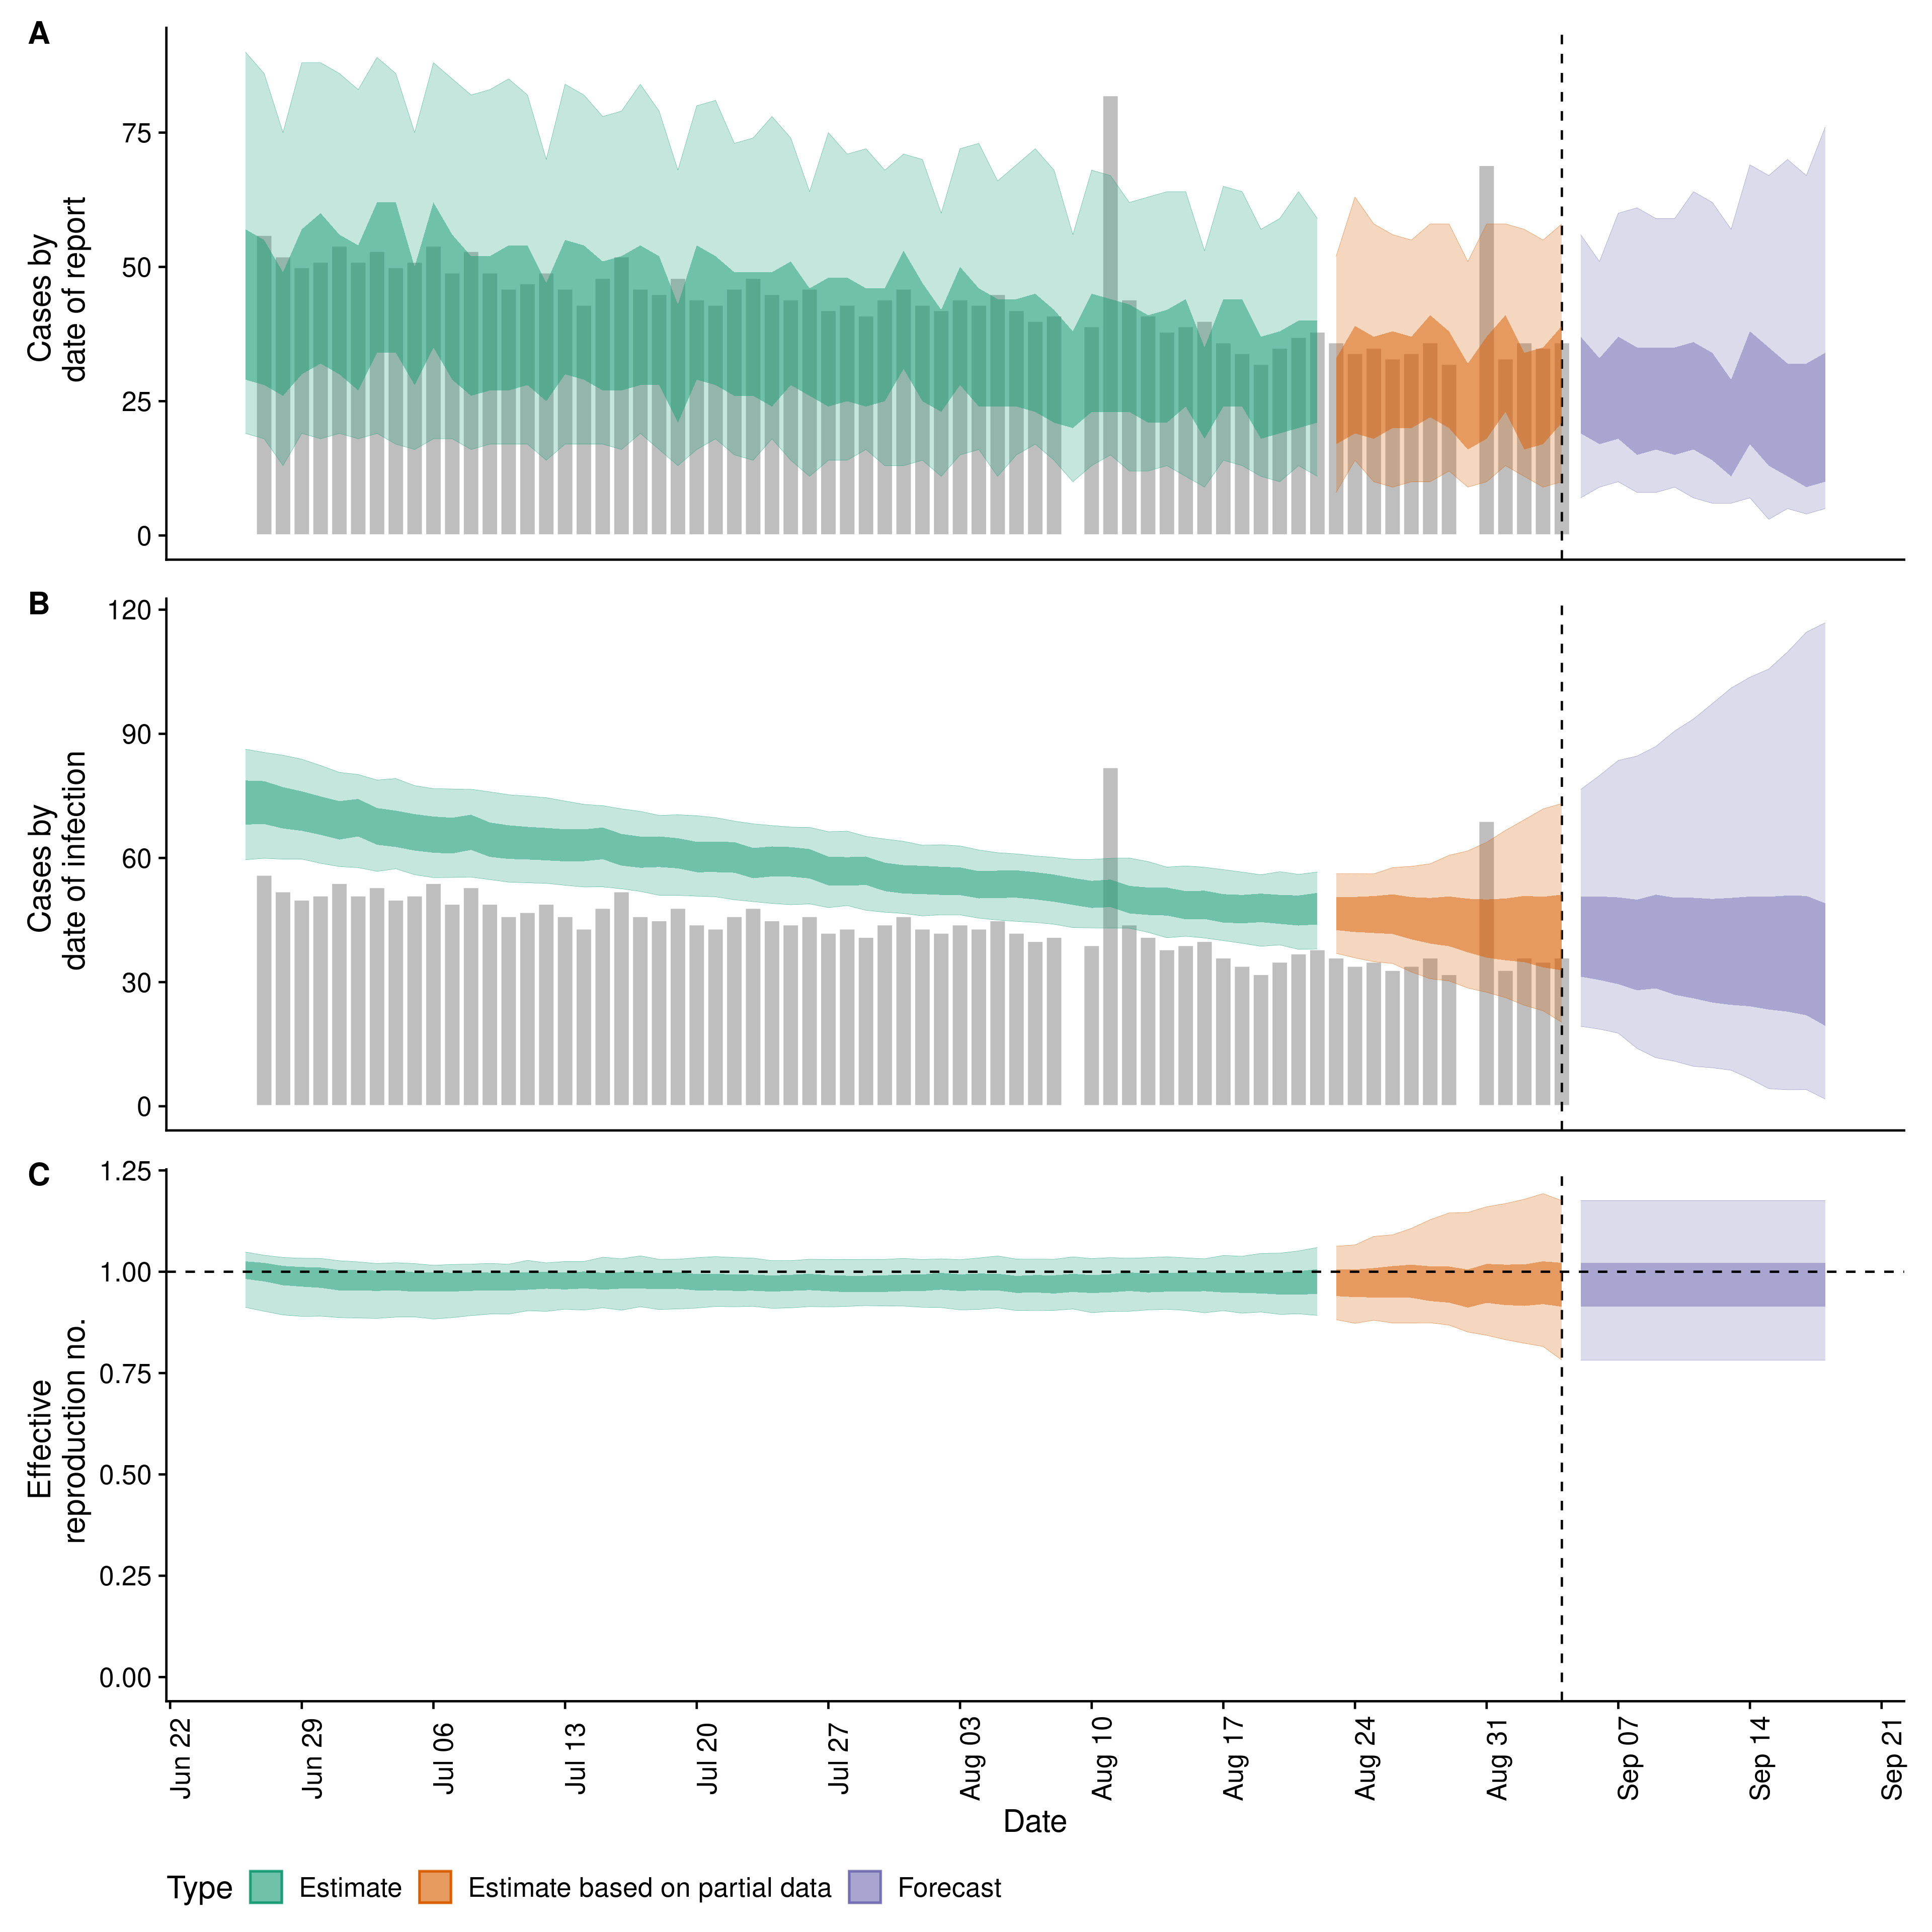 A
Cases by
date of report
75
50
25
0
B
Cases by
date of infection
120
90
60
30
0
C
Effective
reproduction no.
1.25
1.00
0.75
0.50
0.25
0.00
Jun 22
Jun 29
Jul 06
Jul 13
Jul 20
Jul 27
Aug 03
Aug 10
Aug 17
Aug 24
Aug 31
Sep 07
Sep 14
Sep 21
Date
Type Estimate Estimate based on partial data Forecast